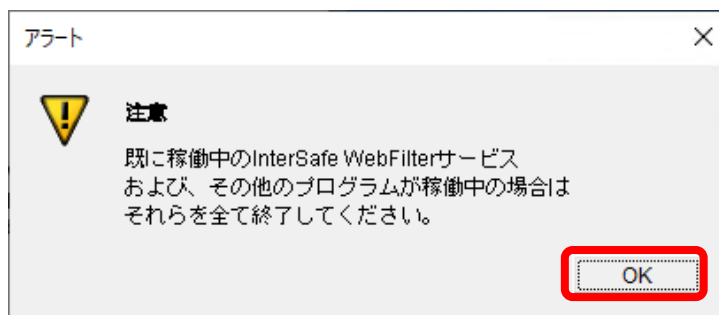 アラート
注意
既に稼働中のInterSafe WebFilterサービス
および、その他のプログラムが稼働中の場合は
それらを全て終了してください。
OK